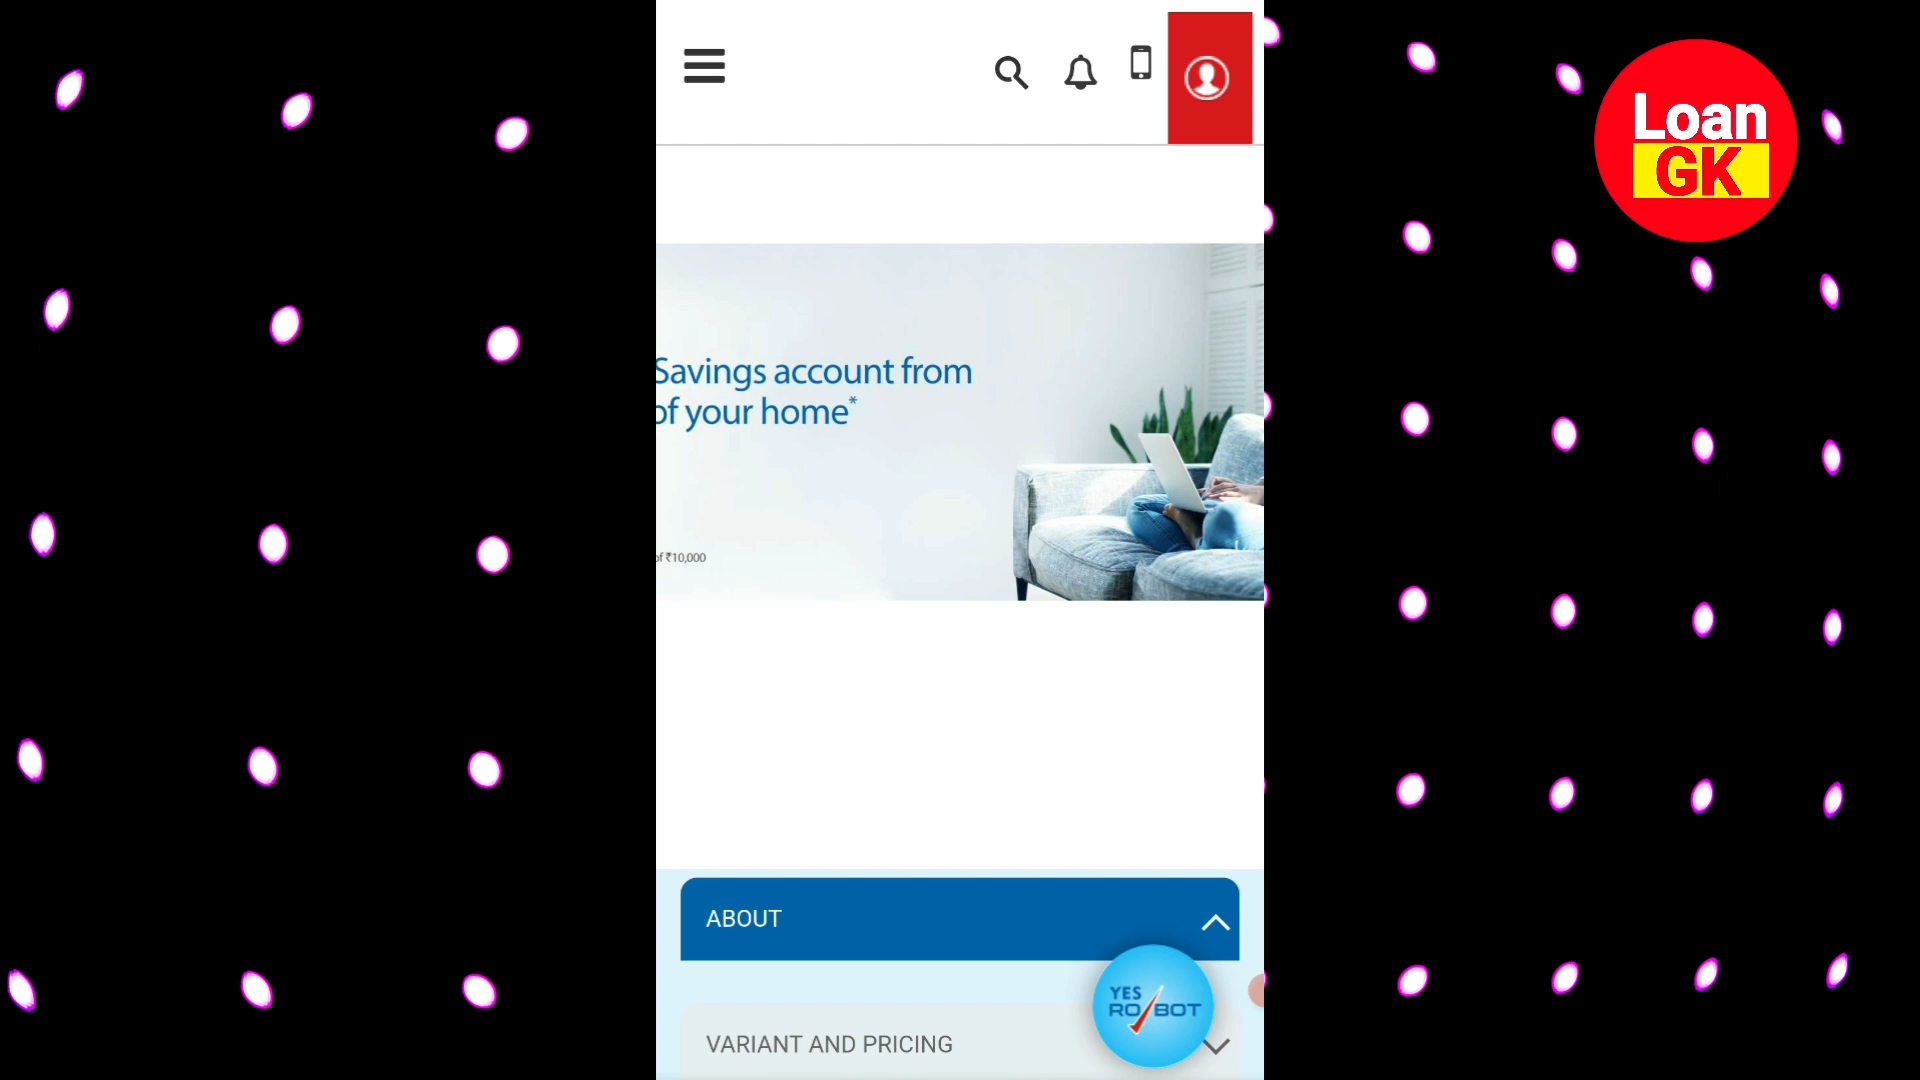 Loan
GK
Savings account from
of your home*
of ₹10,000
ABOUT
YES
ROBOT
VARIANT AND PRICING